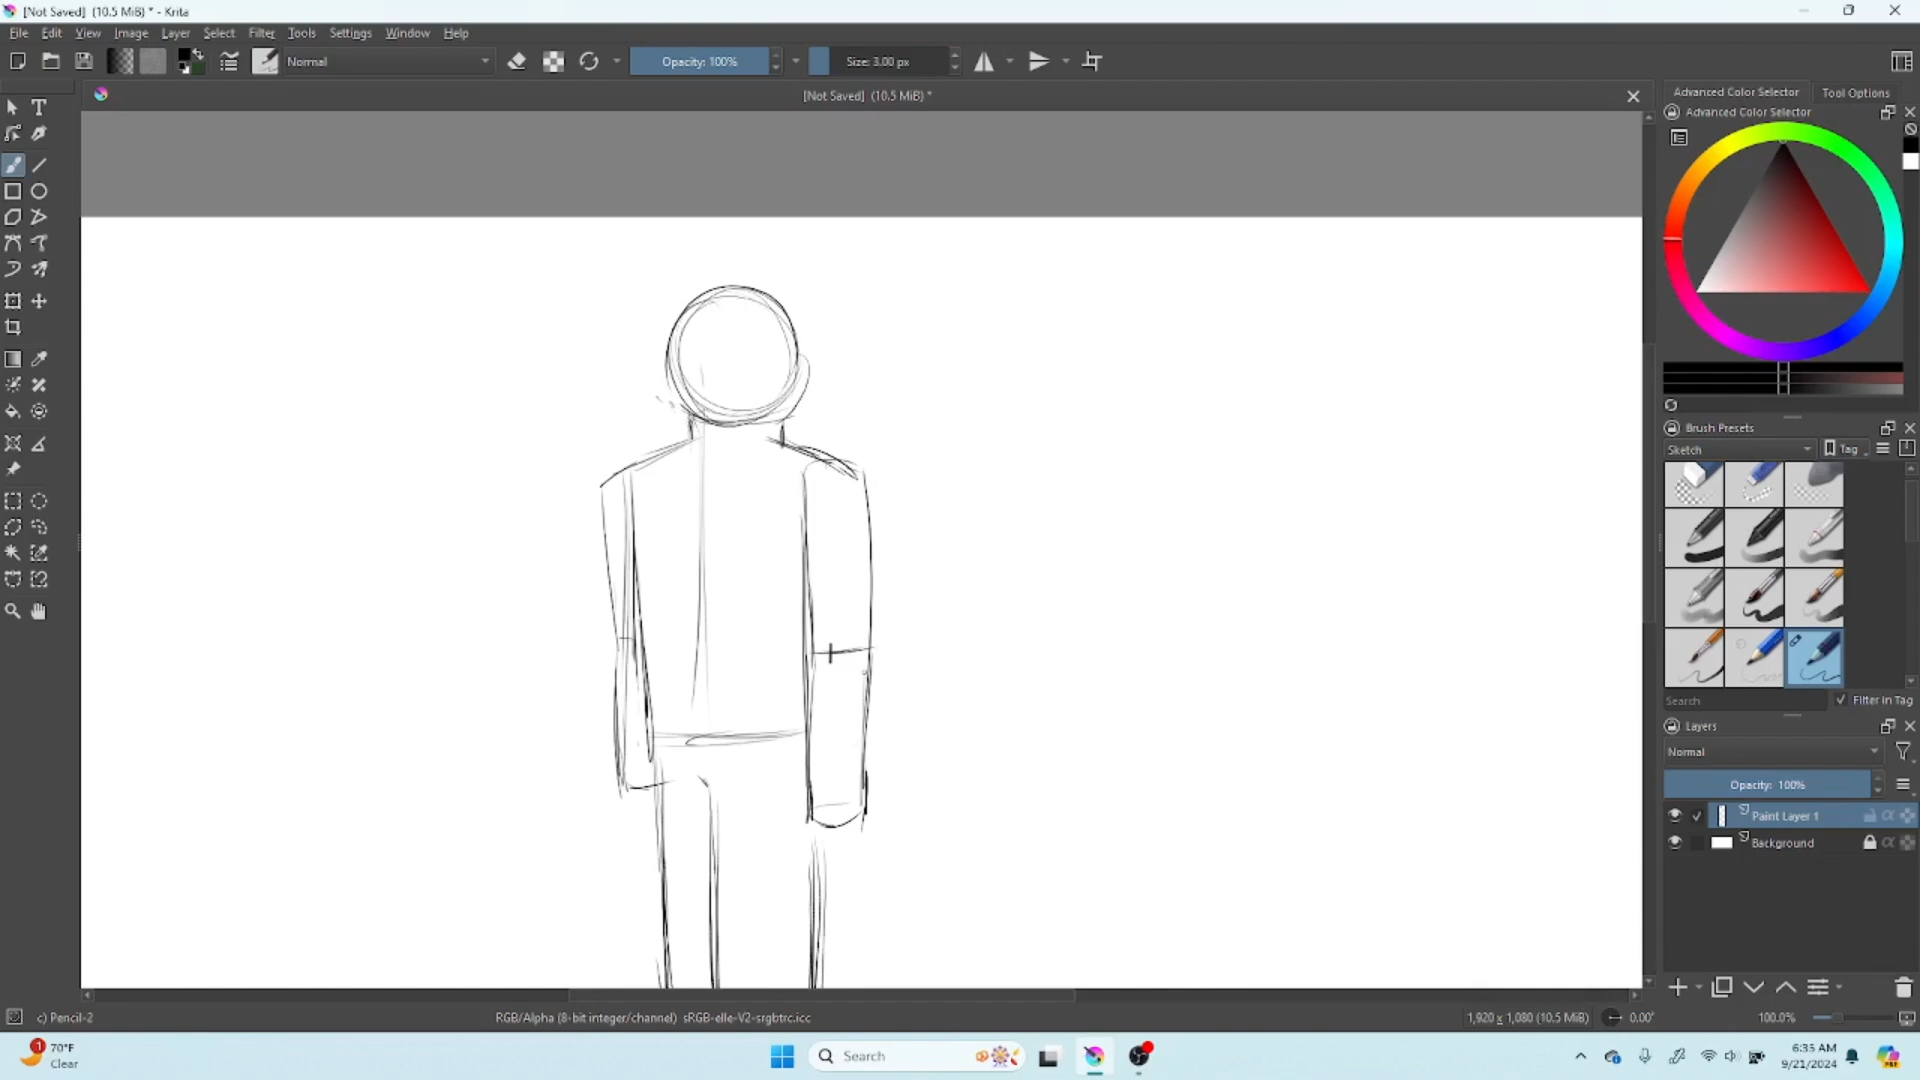 [Not Saved]  (10.5 MiB) * - Krita
File Edit View Image Layer Select Filter Tools Settings Window Help
Normal
Opacity: 100%
Size: 3.00 px
[Not Saved]  (10.5 MiB) *
Advanced Color Selector
Tool Options
Advanced Color Selector
Brush Presets
Sketch
Tag
Search
Filter in Tag
Layers
Normal
Opacity:  100%
Paint Layer 1
Background
c) Pencil-2
RGB/Alpha (8-bit integer/channel)  sRGB-elle-V2-srgbtrc.icc
1,920 x 1,080 (10.5 MiB)
0.00°
100.0%
1
70°F
Clear
Search
6:35 AM
9/21/2024